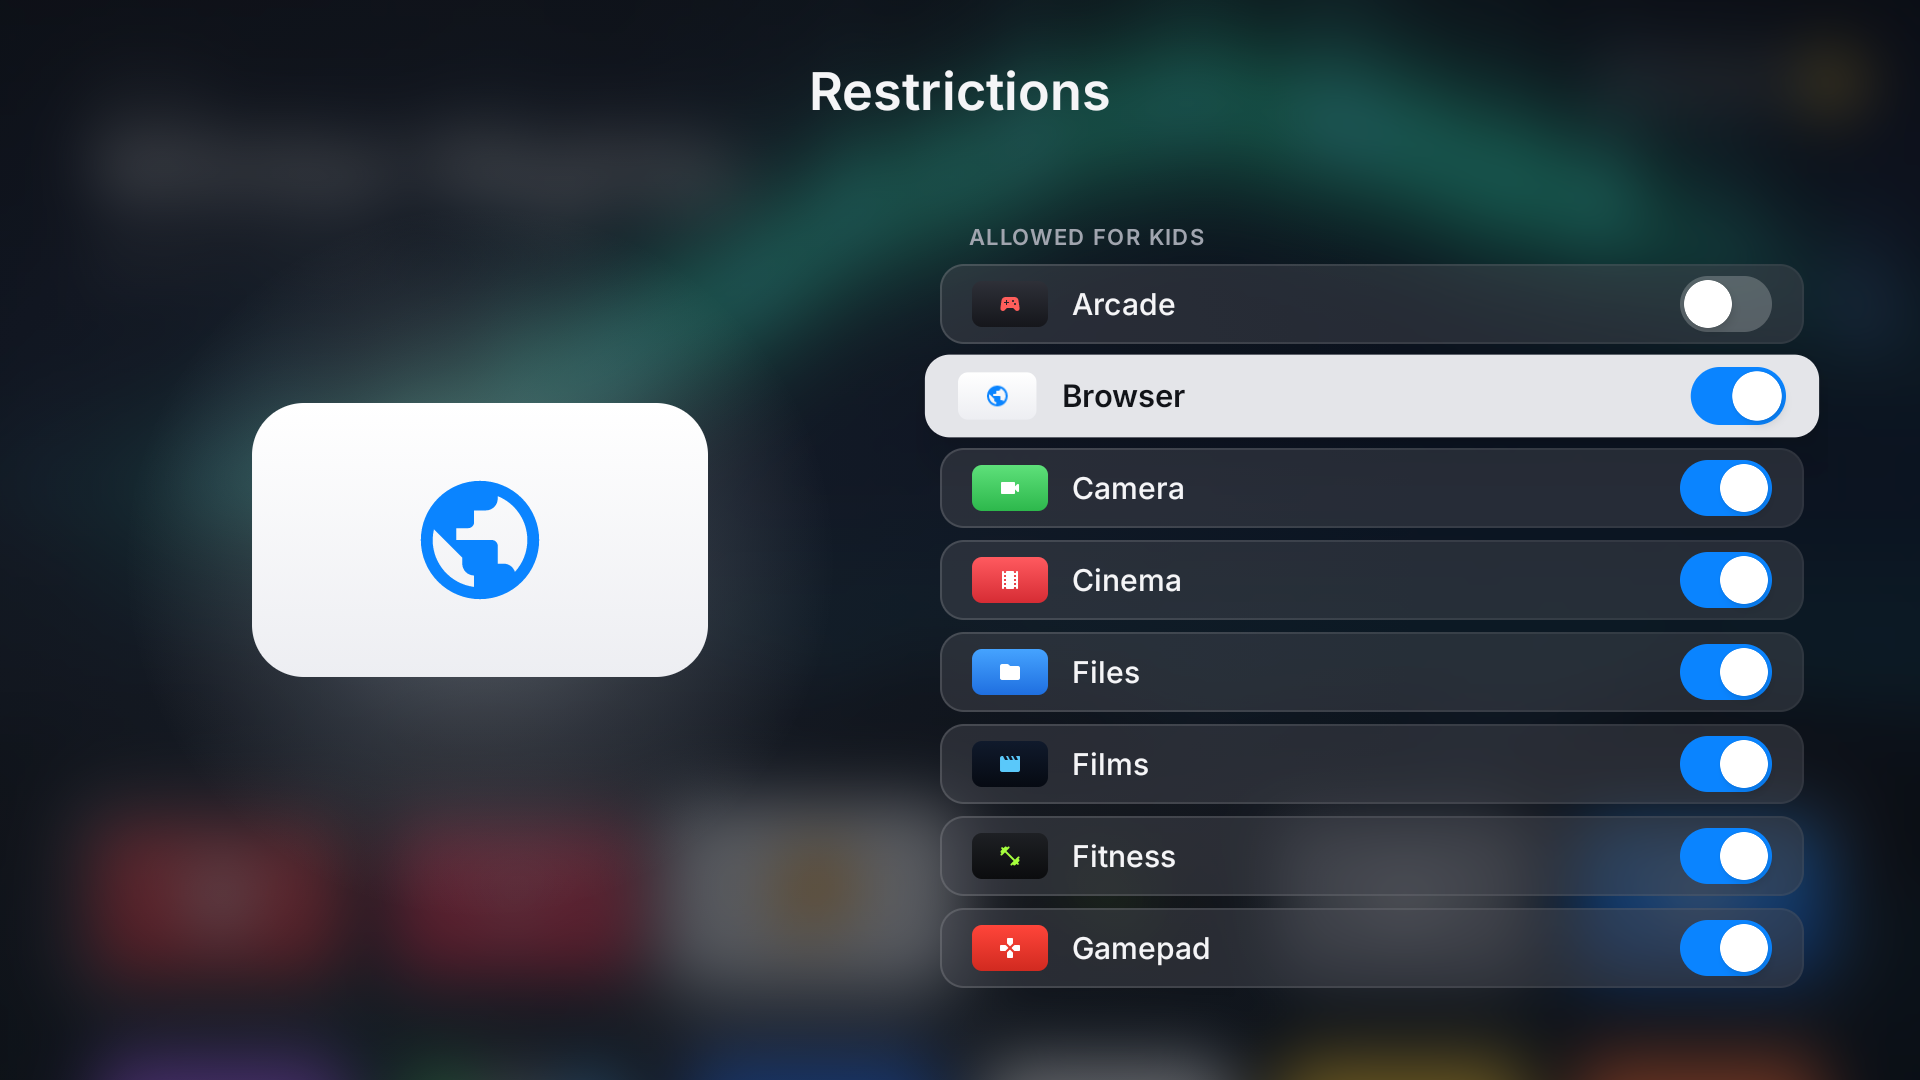 Restrictions
ALLOWED FOR KIDS
Arcade
Browser
Camera
Cinema
Files
Films
Fitness
Gamepad